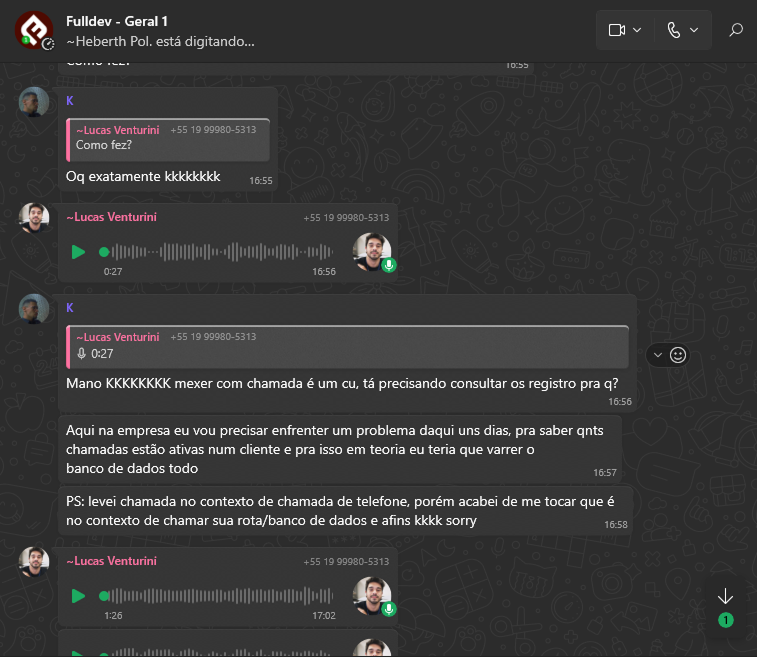 Fulldev - Geral 1
~Heberth Pol. está digitando...
Como fez?
16:55
K
~Lucas Venturini +55 19 99980-5313
Como fez?
Oq exatamente kkkkkkkk
16:55
~Lucas Venturini +55 19 99980-5313
0:27 16:56
K
~Lucas Venturini +55 19 99980-5313
0:27
Mano KKKKKKKK mexer com chamada é um cu, tá precisando consultar os registro pra q?
16:56
Aqui na empresa eu vou precisar enfrenter um problema daqui uns dias, pra saber qnts
chamadas estão ativas num cliente e pra isso em teoria eu teria que varrer o
banco de dados todo
16:57
PS: levei chamada no contexto de chamada de telefone, porém acabei de me tocar que é
no contexto de chamar sua rota/banco de dados e afins kkkk sorry
16:58
~Lucas Venturini +55 19 99980-5313
1:26 17:02
1